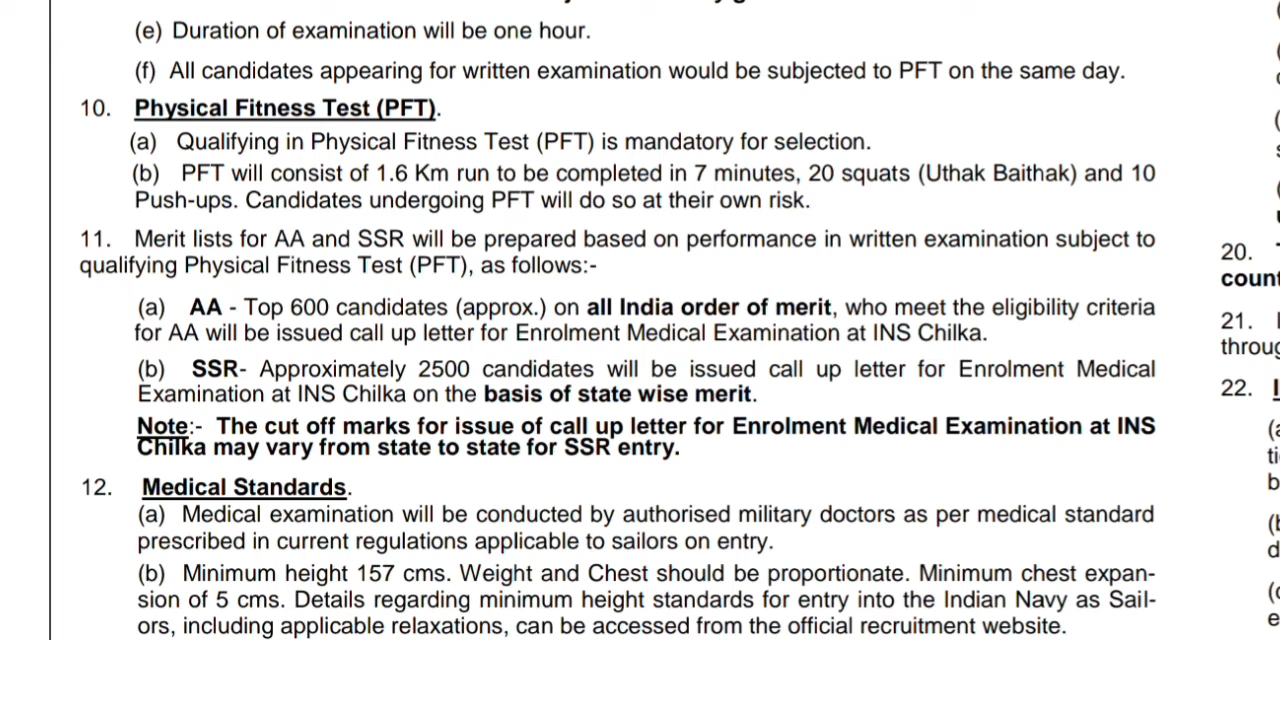 (e) Duration of examination will be one hour.
(f) All candidates appearing for written examination would be subjected to PFT on the same day.
10. Physical Fitness Test (PFT).
(a) Qualifying in Physical Fitness Test (PFT) is mandatory for selection.
(b) PFT will consist of 1.6 Km run to be completed in 7 minutes, 20 squats (Uthak Baithak) and 10
Push-ups. Candidates undergoing PFT will do so at their own risk.
11. Merit lists for AA and SSR will be prepared based on performance in written examination subject to
qualifying Physical Fitness Test (PFT), as follows:-
(a) AA - Top 600 candidates (approx.) on all India order of merit, who meet the eligibility criteria
for AA will be issued call up letter for Enrolment Medical Examination at INS Chilka.
(b) SSR- Approximately 2500 candidates will be issued call up letter for Enrolment Medical
Examination at INS Chilka on the basis of state wise merit.
Note:- The cut off marks for issue of call up letter for Enrolment Medical Examination at INS
Chilka may vary from state to state for SSR entry.
12. Medical Standards.
(a) Medical examination will be conducted by authorised military doctors as per medical standard
prescribed in current regulations applicable to sailors on entry.
(b) Minimum height 157 cms. Weight and Chest should be proportionate. Minimum chest expan-
sion of 5 cms. Details regarding minimum height standards for entry into the Indian Navy as Sail-
ors, including applicable relaxations, can be accessed from the official recruitment website.
20.
21.
22.